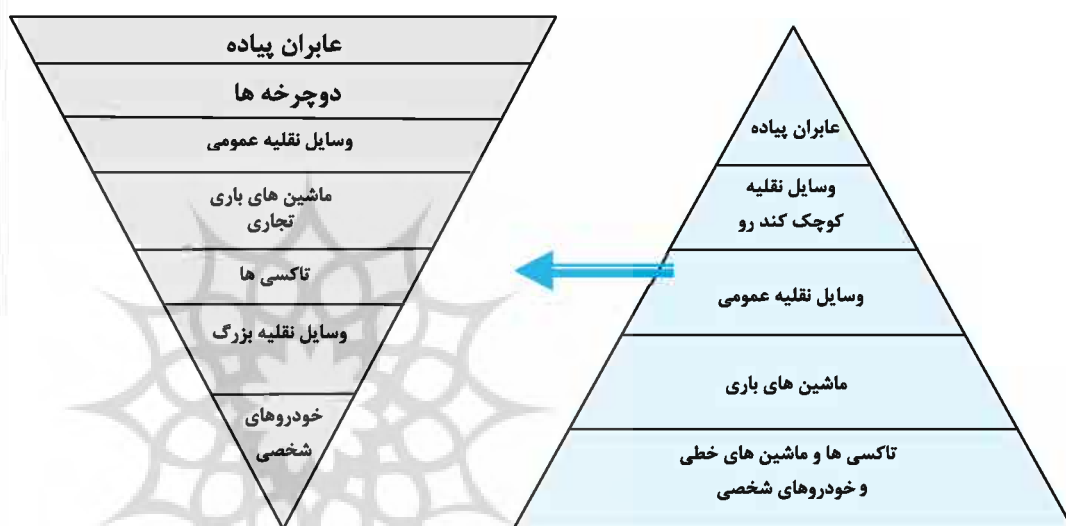 عابران پیاده
وسایل نقلیه
کوچک کند رو
وسایل نقلیه عمومی
ماشین های باری
تاکسی ها و ماشین های خطی
و خودروهای شخصی
عابران پیاده
دوچرخه ها
وسایل نقلیه عمومی
ماشین های باری
تجاری
تاکسی ها
وسایل نقلیه بزرگ
خودروهای
شخصی